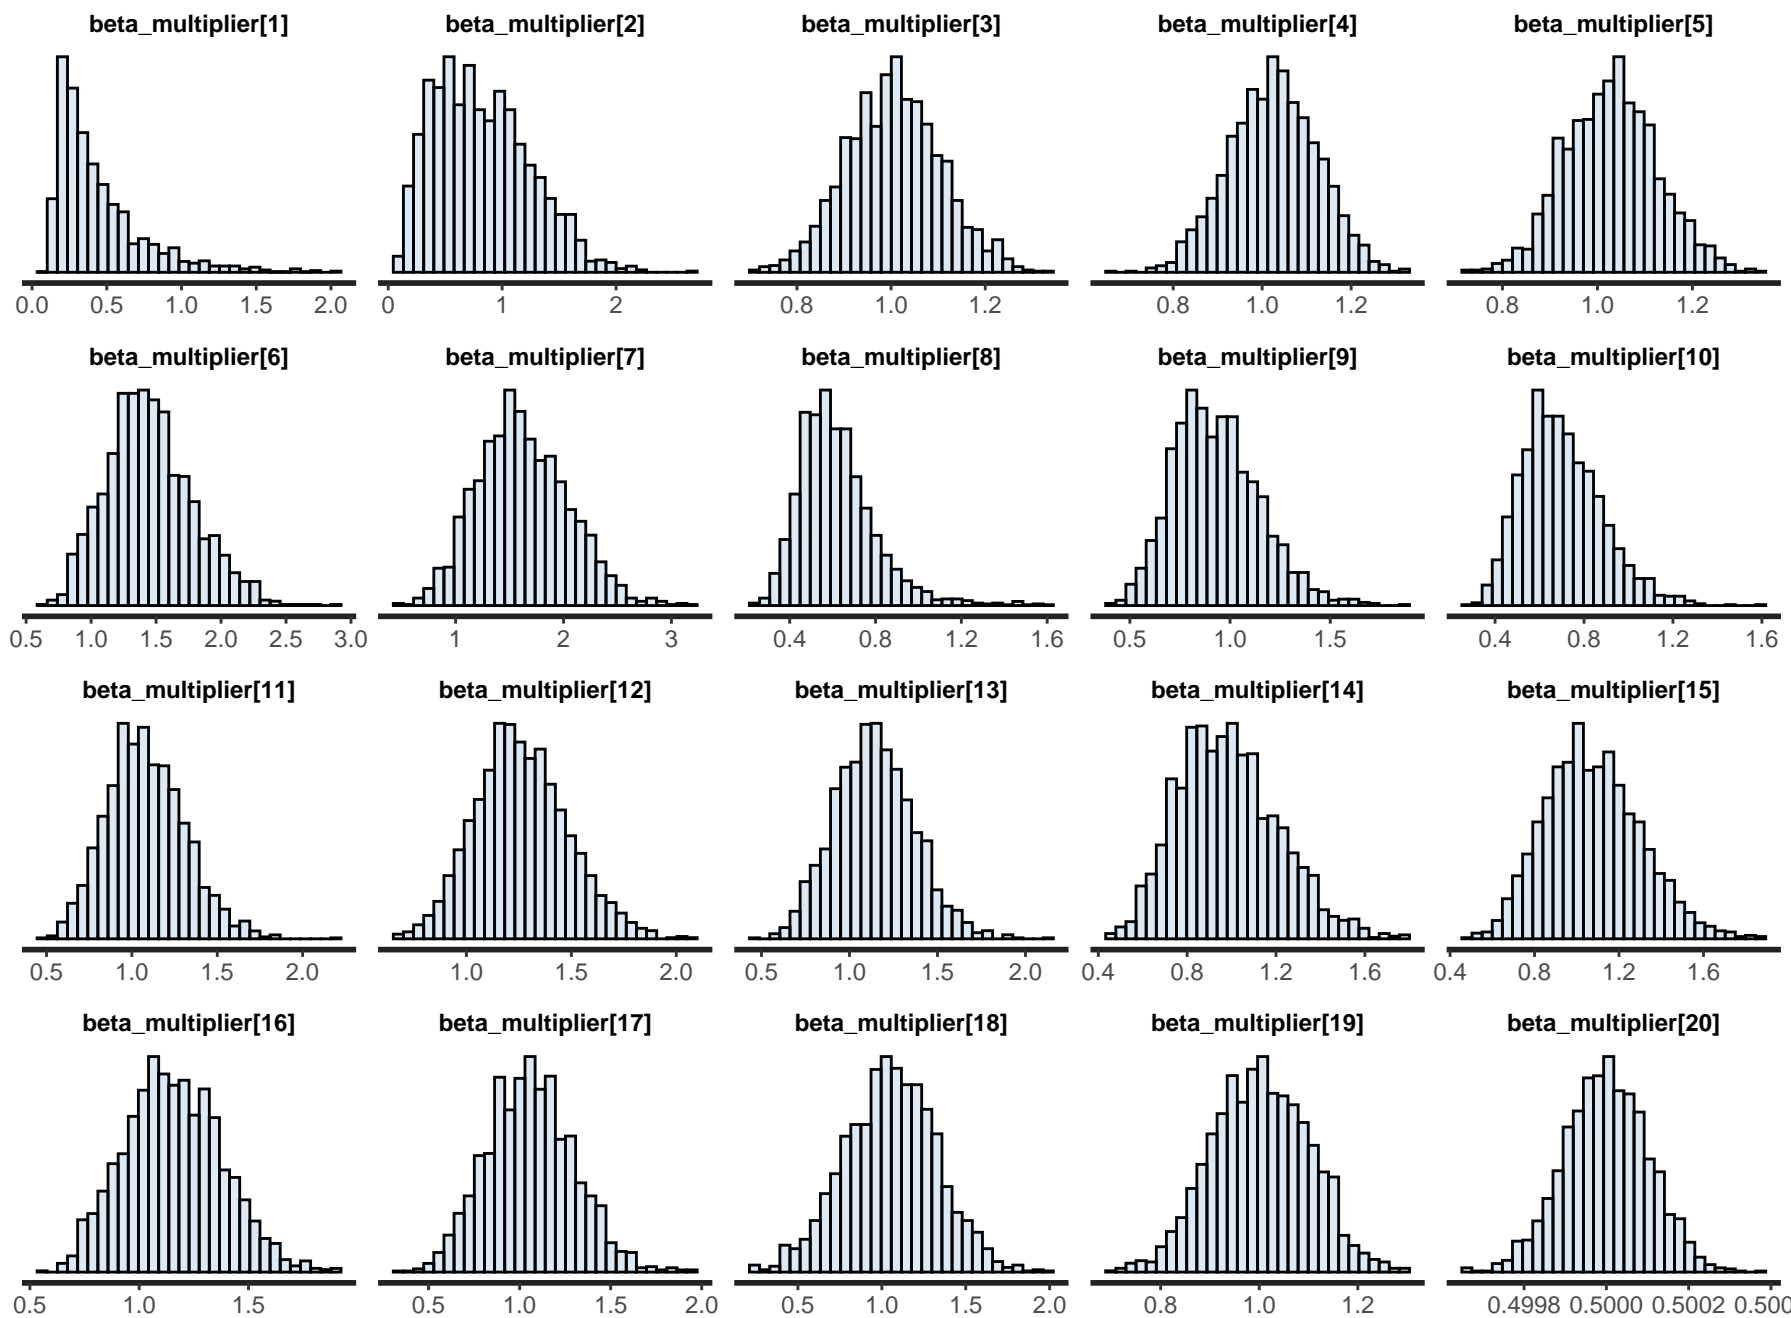 beta_multiplier[1] beta_multiplier[2] beta_multiplier[3] beta_multiplier[4] beta_multiplier[5]
0.0 0.5 1.0 1.5 2.0 0 1 2 0.8 1.0 1.2 0.8 1.0 1.2 0.8 1.0 1.2
beta_multiplier[6] beta_multiplier[7] beta_multiplier[8] beta_multiplier[9] beta_multiplier[10]
0.5 1.0 1.5 2.0 2.5 3.0 1 2 3 0.4 0.8 1.2 1.6 0.5 1.0 1.5 0.4 0.8 1.2 1.6
beta_multiplier[11] beta_multiplier[12] beta_multiplier[13] beta_multiplier[14] beta_multiplier[15]
0.5 1.0 1.5 2.0 1.0 1.5 2.0 0.5 1.0 1.5 2.0 0.4 0.8 1.2 1.6 0.4 0.8 1.2 1.6
beta_multiplier[16] beta_multiplier[17] beta_multiplier[18] beta_multiplier[19] beta_multiplier[20]
0.5 1.0 1.5 0.5 1.0 1.5 2.0 0.5 1.0 1.5 2.0 0.8 1.0 1.2 0.4998 0.5000 0.5002